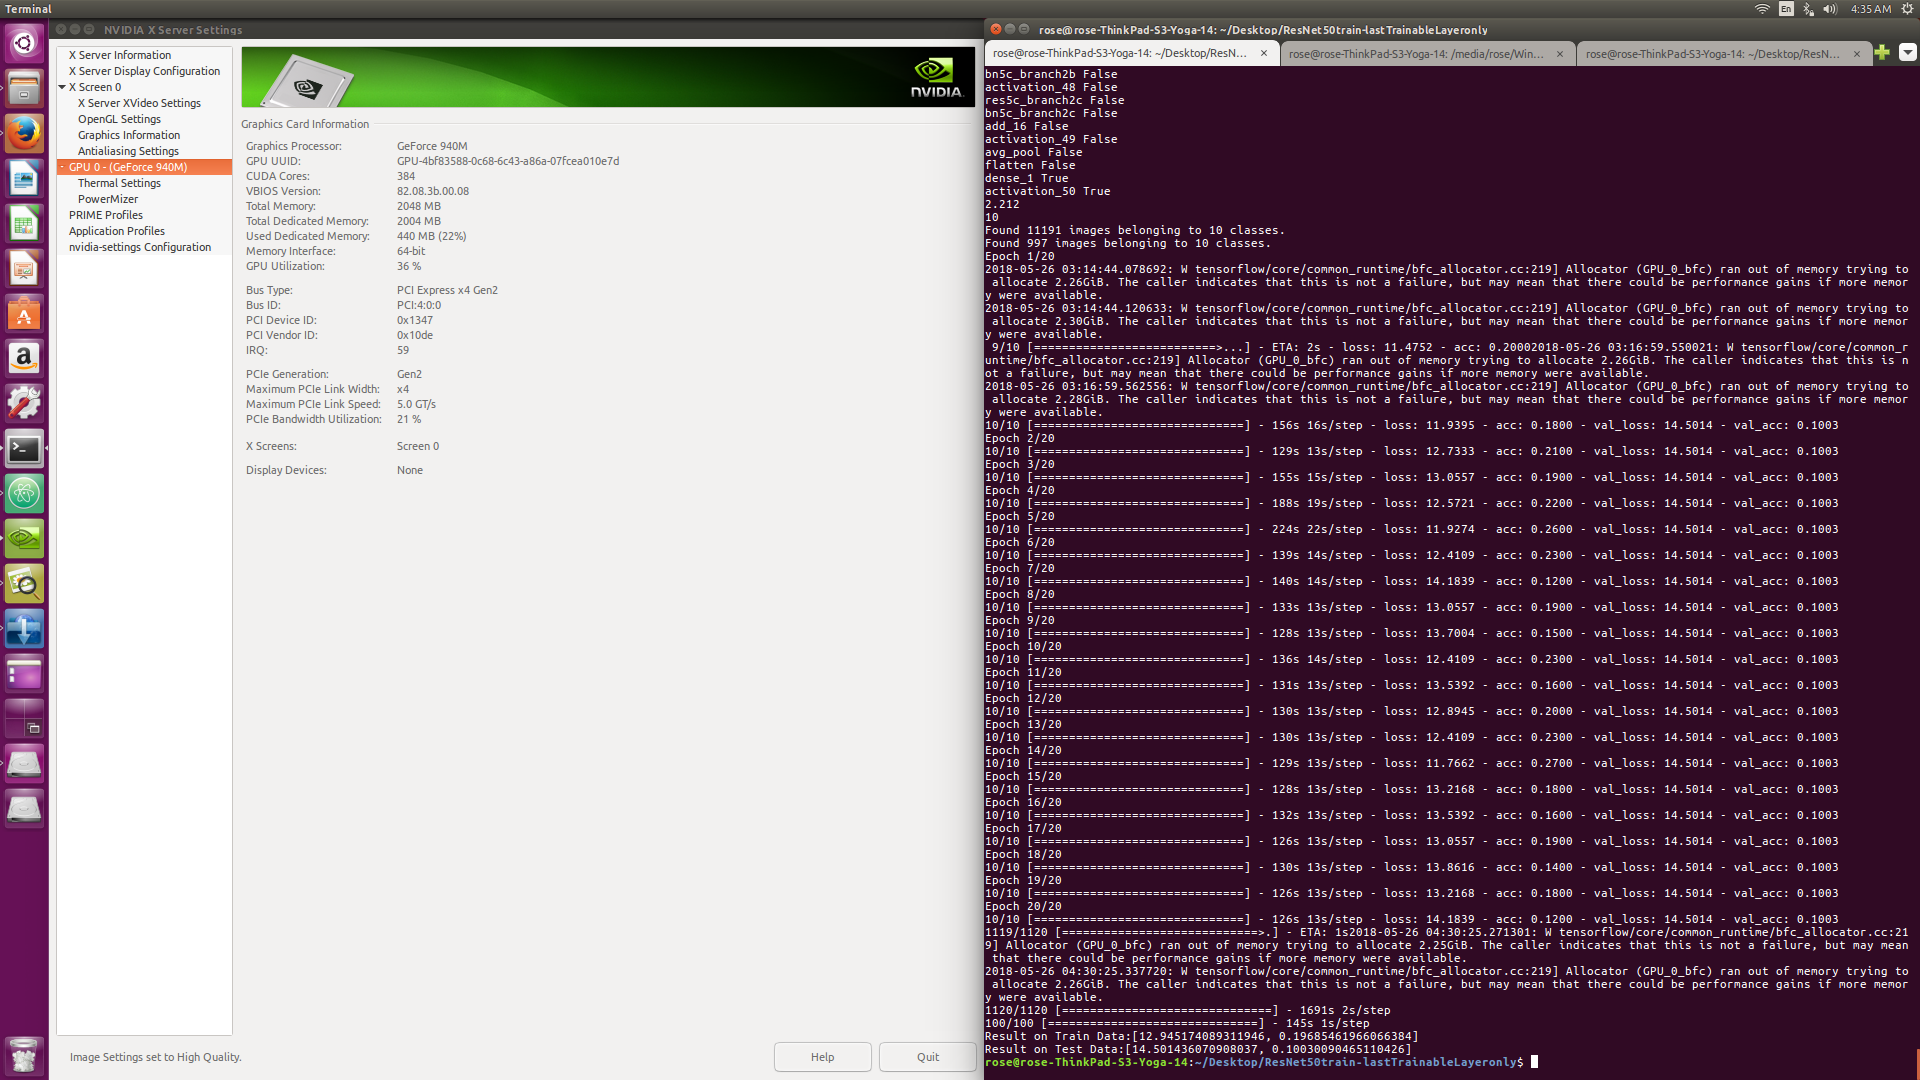 Terminal
En
4:35 AM
NVIDIA X Server Settings
X Server Information
X Server Display Configuration
X Screen 0
X Server XVideo Settings
OpenGL Settings
Graphics Information
Antialiasing Settings
GPU 0 - (GeForce 940M)
Thermal Settings
PowerMizer
PRIME Profiles
Application Profiles
nvidia-settings Configuration
NVIDIA.
Graphics Card Information
Graphics Processor: GeForce 940M
GPU UUID: GPU-4bf83588-0c68-6c43-a86a-07fcea010e7d
CUDA Cores: 384
VBIOS Version: 82.08.3b.00.08
Total Memory: 2048 MB
Total Dedicated Memory: 2004 MB
Used Dedicated Memory: 440 MB (22%)
Memory Interface: 64-bit
GPU Utilization: 36 %
Bus Type: PCI Express x4 Gen2
Bus ID: PCI:4:0:0
PCI Device ID: 0x1347
PCI Vendor ID: 0x10de
IRQ: 59
PCIe Generation: Gen2
Maximum PCIe Link Width: x4
Maximum PCIe Link Speed: 5.0 GT/s
PCIe Bandwidth Utilization: 21 %
X Screens: Screen 0
Display Devices: None
Image Settings set to High Quality.
Help
Quit
rose@rose-ThinkPad-S3-Yoga-14: ~/Desktop/ResNet50train-lastTrainableLayeronly
rose@rose-ThinkPad-S3-Yoga-14: ~/Desktop/ResN...
rose@rose-ThinkPad-S3-Yoga-14: /media/rose/Win...
rose@rose-ThinkPad-S3-Yoga-14: ~/Desktop/ResN...
bn5c_branch2b False
activation_48 False
res5c_branch2c False
bn5c_branch2c False
add_16 False
activation_49 False
avg_pool False
flatten False
dense_1 True
activation_50 True
2.212
10
Found 11191 images belonging to 10 classes.
Found 997 images belonging to 10 classes.
Epoch 1/20
2018-05-26 03:14:44.078692: W tensorflow/core/common_runtime/bfc_allocator.cc:219] Allocator (GPU_0_bfc) ran out of memory trying to
allocate 2.26GiB. The caller indicates that this is not a failure, but may mean that there could be performance gains if more memor
y were available.
2018-05-26 03:14:44.120633: W tensorflow/core/common_runtime/bfc_allocator.cc:219] Allocator (GPU_0_bfc) ran out of memory trying to
allocate 2.30GiB. The caller indicates that this is not a failure, but may mean that there could be performance gains if more memor
y were available.
9/10 [==========================>...] - ETA: 2s - loss: 11.4752 - acc: 0.20002018-05-26 03:16:59.550021: W tensorflow/core/common_r
untime/bfc_allocator.cc:219] Allocator (GPU_0_bfc) ran out of memory trying to allocate 2.26GiB. The caller indicates that this is n
ot a failure, but may mean that there could be performance gains if more memory were available.
2018-05-26 03:16:59.562556: W tensorflow/core/common_runtime/bfc_allocator.cc:219] Allocator (GPU_0_bfc) ran out of memory trying to
allocate 2.28GiB. The caller indicates that this is not a failure, but may mean that there could be performance gains if more memor
y were available.
10/10 [==============================] - 156s 16s/step - loss: 11.9395 - acc: 0.1800 - val_loss: 14.5014 - val_acc: 0.1003
Epoch 2/20
10/10 [==============================] - 129s 13s/step - loss: 12.7333 - acc: 0.2100 - val_loss: 14.5014 - val_acc: 0.1003
Epoch 3/20
10/10 [==============================] - 155s 15s/step - loss: 13.0557 - acc: 0.1900 - val_loss: 14.5014 - val_acc: 0.1003
Epoch 4/20
10/10 [==============================] - 188s 19s/step - loss: 12.5721 - acc: 0.2200 - val_loss: 14.5014 - val_acc: 0.1003
Epoch 5/20
10/10 [==============================] - 224s 22s/step - loss: 11.9274 - acc: 0.2600 - val_loss: 14.5014 - val_acc: 0.1003
Epoch 6/20
10/10 [==============================] - 139s 14s/step - loss: 12.4109 - acc: 0.2300 - val_loss: 14.5014 - val_acc: 0.1003
Epoch 7/20
10/10 [==============================] - 140s 14s/step - loss: 14.1839 - acc: 0.1200 - val_loss: 14.5014 - val_acc: 0.1003
Epoch 8/20
10/10 [==============================] - 133s 13s/step - loss: 13.0557 - acc: 0.1900 - val_loss: 14.5014 - val_acc: 0.1003
Epoch 9/20
10/10 [==============================] - 128s 13s/step - loss: 13.7004 - acc: 0.1500 - val_loss: 14.5014 - val_acc: 0.1003
Epoch 10/20
10/10 [==============================] - 136s 14s/step - loss: 12.4109 - acc: 0.2300 - val_loss: 14.5014 - val_acc: 0.1003
Epoch 11/20
10/10 [==============================] - 131s 13s/step - loss: 13.5392 - acc: 0.1600 - val_loss: 14.5014 - val_acc: 0.1003
Epoch 12/20
10/10 [==============================] - 130s 13s/step - loss: 12.8945 - acc: 0.2000 - val_loss: 14.5014 - val_acc: 0.1003
Epoch 13/20
10/10 [==============================] - 130s 13s/step - loss: 12.4109 - acc: 0.2300 - val_loss: 14.5014 - val_acc: 0.1003
Epoch 14/20
10/10 [==============================] - 129s 13s/step - loss: 11.7662 - acc: 0.2700 - val_loss: 14.5014 - val_acc: 0.1003
Epoch 15/20
10/10 [==============================] - 128s 13s/step - loss: 13.2168 - acc: 0.1800 - val_loss: 14.5014 - val_acc: 0.1003
Epoch 16/20
10/10 [==============================] - 132s 13s/step - loss: 13.5392 - acc: 0.1600 - val_loss: 14.5014 - val_acc: 0.1003
Epoch 17/20
10/10 [==============================] - 126s 13s/step - loss: 13.0557 - acc: 0.1900 - val_loss: 14.5014 - val_acc: 0.1003
Epoch 18/20
10/10 [==============================] - 130s 13s/step - loss: 13.8616 - acc: 0.1400 - val_loss: 14.5014 - val_acc: 0.1003
Epoch 19/20
10/10 [==============================] - 126s 13s/step - loss: 13.2168 - acc: 0.1800 - val_loss: 14.5014 - val_acc: 0.1003
Epoch 20/20
10/10 [==============================] - 126s 13s/step - loss: 14.1839 - acc: 0.1200 - val_loss: 14.5014 - val_acc: 0.1003
1119/1120 [============================>.] - ETA: 1s2018-05-26 04:30:25.271301: W tensorflow/core/common_runtime/bfc_allocator.cc:21
9] Allocator (GPU_0_bfc) ran out of memory trying to allocate 2.25GiB. The caller indicates that this is not a failure, but may mean
that there could be performance gains if more memory were available.
2018-05-26 04:30:25.337720: W tensorflow/core/common_runtime/bfc_allocator.cc:219] Allocator (GPU_0_bfc) ran out of memory trying to
allocate 2.26GiB. The caller indicates that this is not a failure, but may mean that there could be performance gains if more memor
y were available.
1120/1120 [==============================] - 1691s 2s/step
100/100 [==============================] - 145s 1s/step
Result on Train Data:[12.945174089311946, 0.19685461966066384]
Result on Test Data:[14.501436070908037, 0.10030090465110426]
rose@rose-ThinkPad-S3-Yoga-14:~/Desktop/ResNet50train-lastTrainableLayeronly$